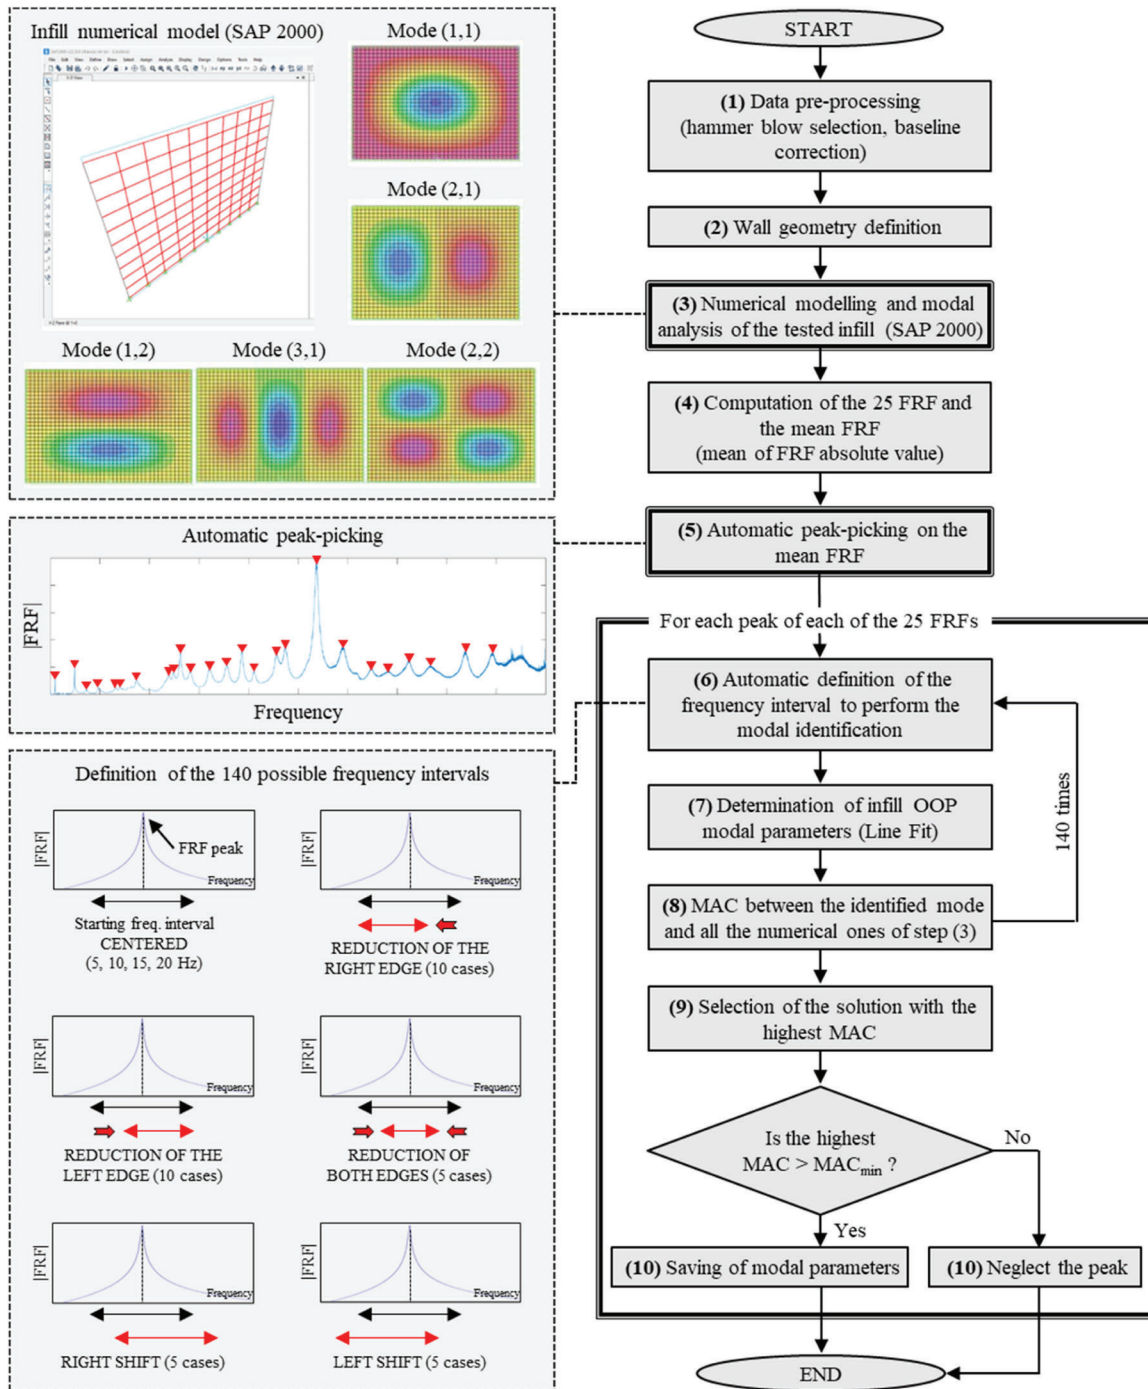 Infill numerical model (SAP 2000)
Mode (1,1)
Mode (2,1)
Mode (1,2)
Mode (3,1)
Mode (2,2)
Automatic peak-picking
|FRF|
Frequency
Definition of the 140 possible frequency intervals
|FRF|
FRF peak
Frequency
Starting freq. interval
CENTERED
(5, 10, 15, 20 Hz)
|FRF|
Frequency
REDUCTION OF THE
RIGHT EDGE (10 cases)
|FRF|
Frequency
REDUCTION OF THE
LEFT EDGE (10 cases)
|FRF|
Frequency
REDUCTION OF
BOTH EDGES (5 cases)
|FRF|
Frequency
RIGHT SHIFT (5 cases)
|FRF|
Frequency
LEFT SHIFT (5 cases)
START
(1) Data pre-processing
(hammer blow selection, baseline
correction)
(2) Wall geometry definition
(3) Numerical modelling and modal
analysis of the tested infill (SAP 2000)
(4) Computation of the 25 FRF and
the mean FRF
(mean of FRF absolute value)
(5) Automatic peak-picking on the
mean FRF
For each peak of each of the 25 FRFs
(6) Automatic definition of the
frequency interval to perform the
modal identification
(7) Determination of infill OOP
modal parameters (Line Fit)
140 times
(8) MAC between the identified mode
and all the numerical ones of step (3)
(9) Selection of the solution with the
highest MAC
Is the highest
MAC > MACmin ?
No
Yes
(10) Saving of modal parameters
(10) Neglect the peak
END